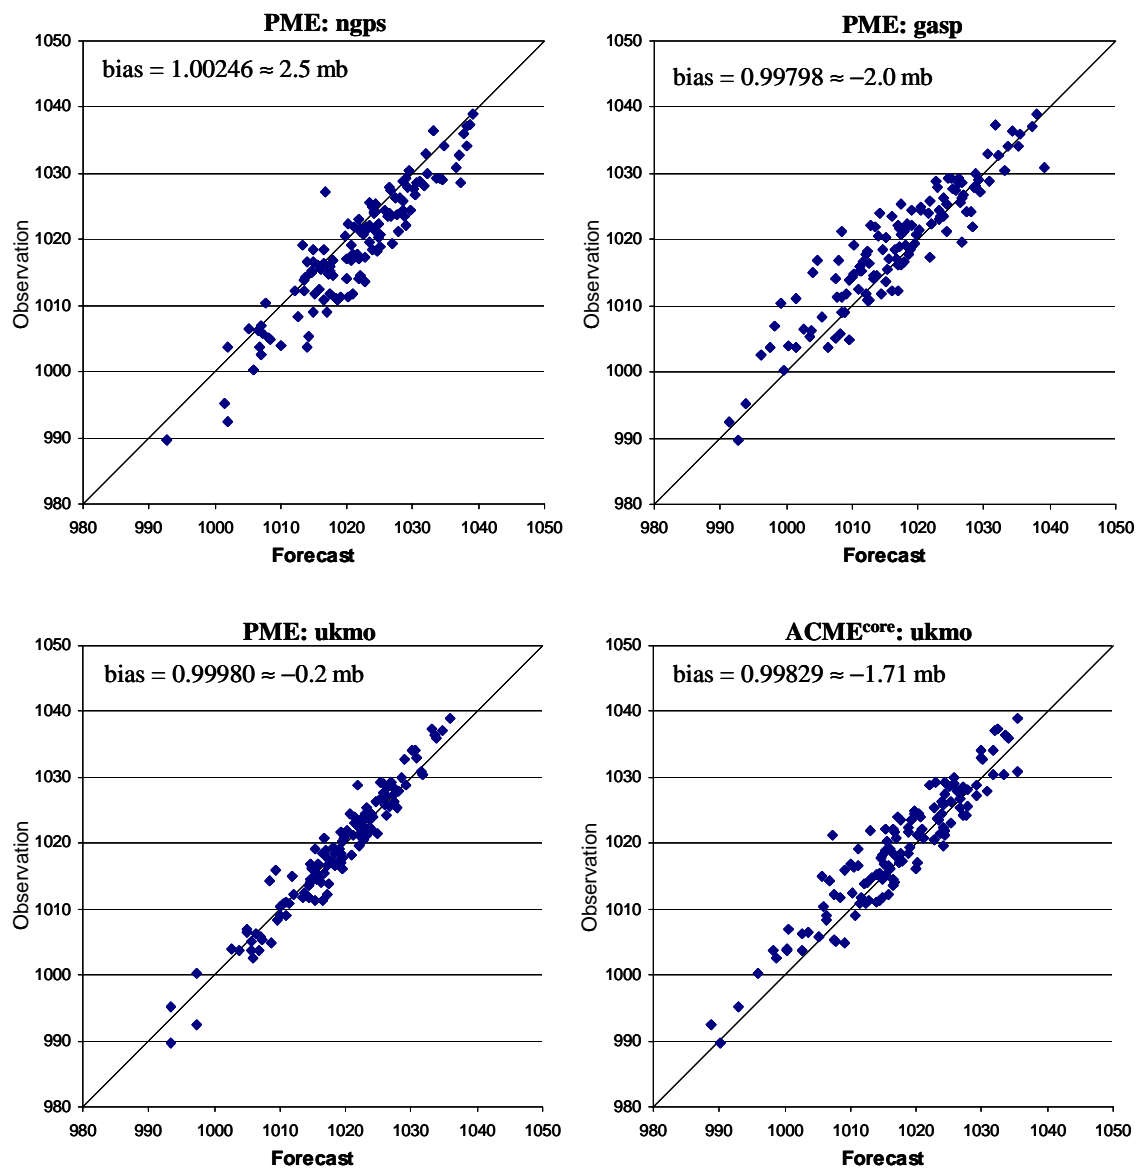 PME: ngps
bias = 1.00246 ≈ 2.5 mb
1050
1040
1030
1020
1010
1000
990
980
Observation
980 990 1000 1010 1020 1030 1040 1050
Forecast
PME: gasp
bias = 0.99798 ≈ −2.0 mb
1050
1040
1030
1020
1010
1000
990
980
Observation
980 990 1000 1010 1020 1030 1040 1050
Forecast
PME: ukmo
bias = 0.99980 ≈ −0.2 mb
1050
1040
1030
1020
1010
1000
990
980
Observation
980 990 1000 1010 1020 1030 1040 1050
Forecast
ACMEcore: ukmo
bias = 0.99829 ≈ −1.71 mb
1050
1040
1030
1020
1010
1000
990
980
Observation
980 990 1000 1010 1020 1030 1040 1050
Forecast